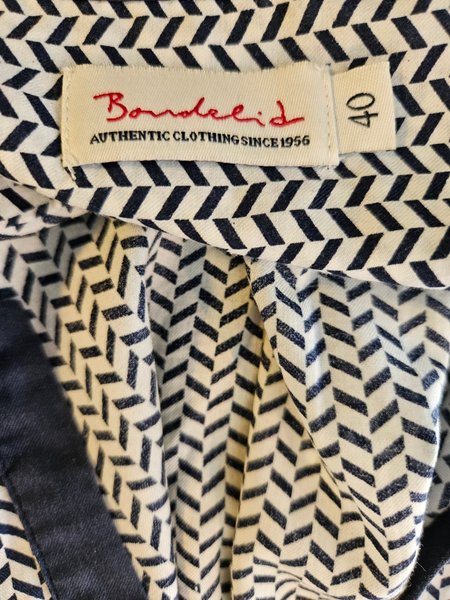 Bondelid
AUTHENTIC CLOTHING SINCE 1956
40